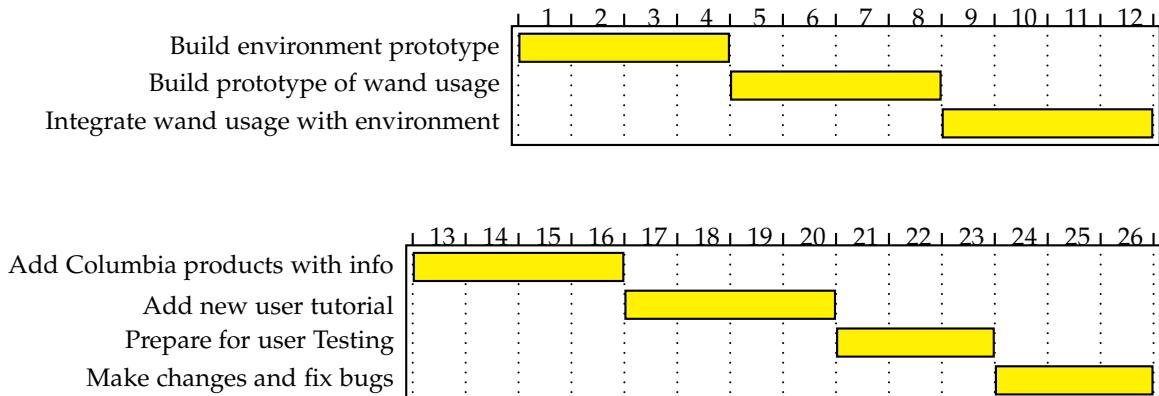 1 2 3 4 5 6 7 8 9 10 11 12
Build environment prototype
Build prototype of wand usage
Integrate wand usage with environment
13 14 15 16 17 18 19 20 21 22 23 24 25 26
Add Columbia products with info
Add new user tutorial
Prepare for user Testing
Make changes and fix bugs